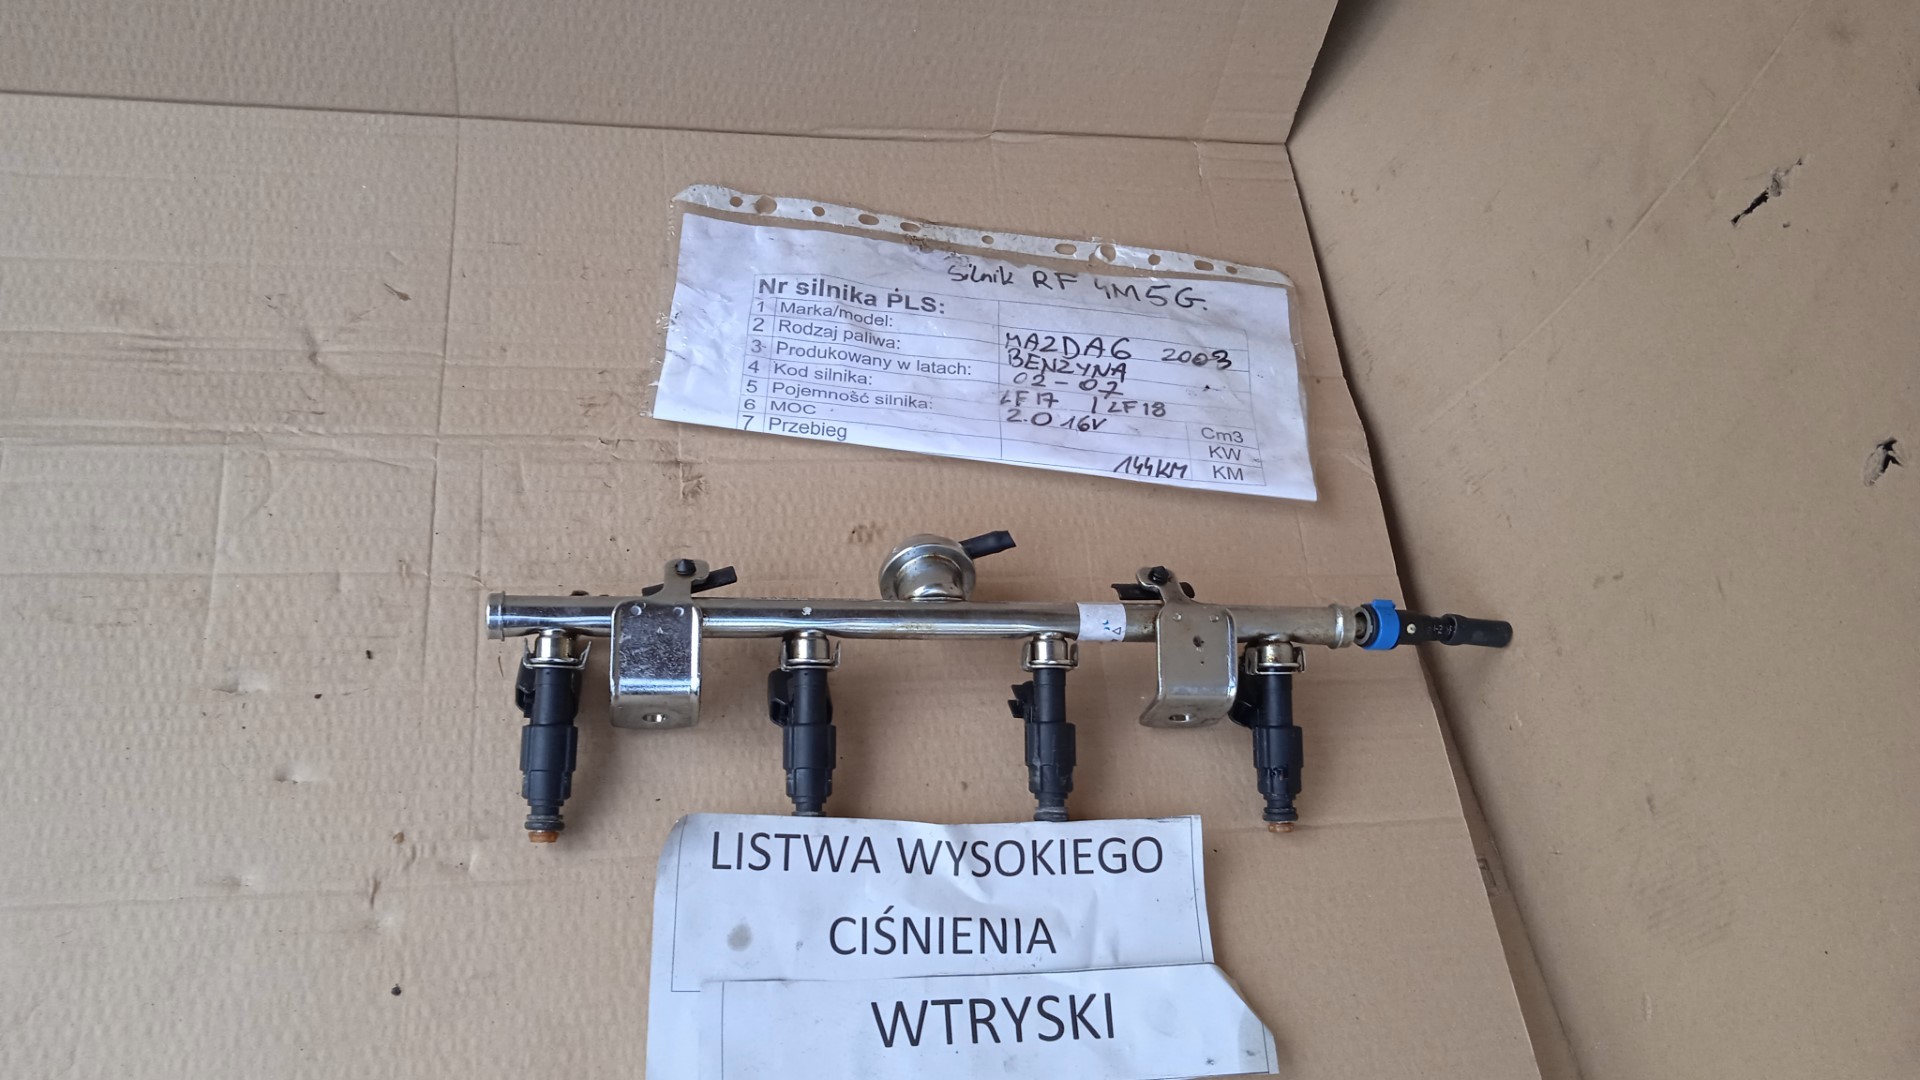 Silnik RF 4M5G.
Nr silnika PLS:
1 Marka/model: MAZDA6 2003
2 Rodzaj paliwa: BENZYNA
3 Produkowany w latach: 02-07
4 Kod silnika: LF17 / LF18
5 Pojemność silnika: 2.0 16V Cm3
6 MOC KW
7 Przebieg 144KM KM
LISTWA WYSOKIEGO
CIŚNIENIA
WTRYSKI